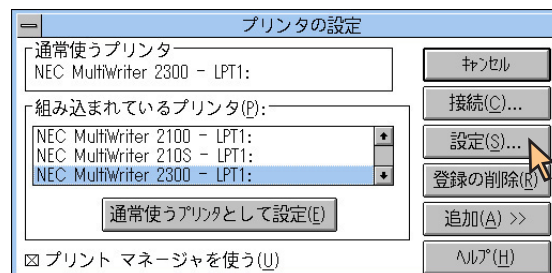 プリンタの設定
通常使うプリンタ
NEC MultiWriter 2300 - LPT1:
組み込まれているプリンタ(P):
NEC MultiWriter 2100 - LPT1:
NEC MultiWriter 210S - LPT1:
NEC MultiWriter 2300 - LPT1:
通常使うプリンタとして設定(E)
プリント マネージャを使う(U)
ｷｬﾝｾﾙ
接続(C)...
設定(S)...
登録の削除(R)
追加(A) >>
ﾍﾙﾌﾟ(H)